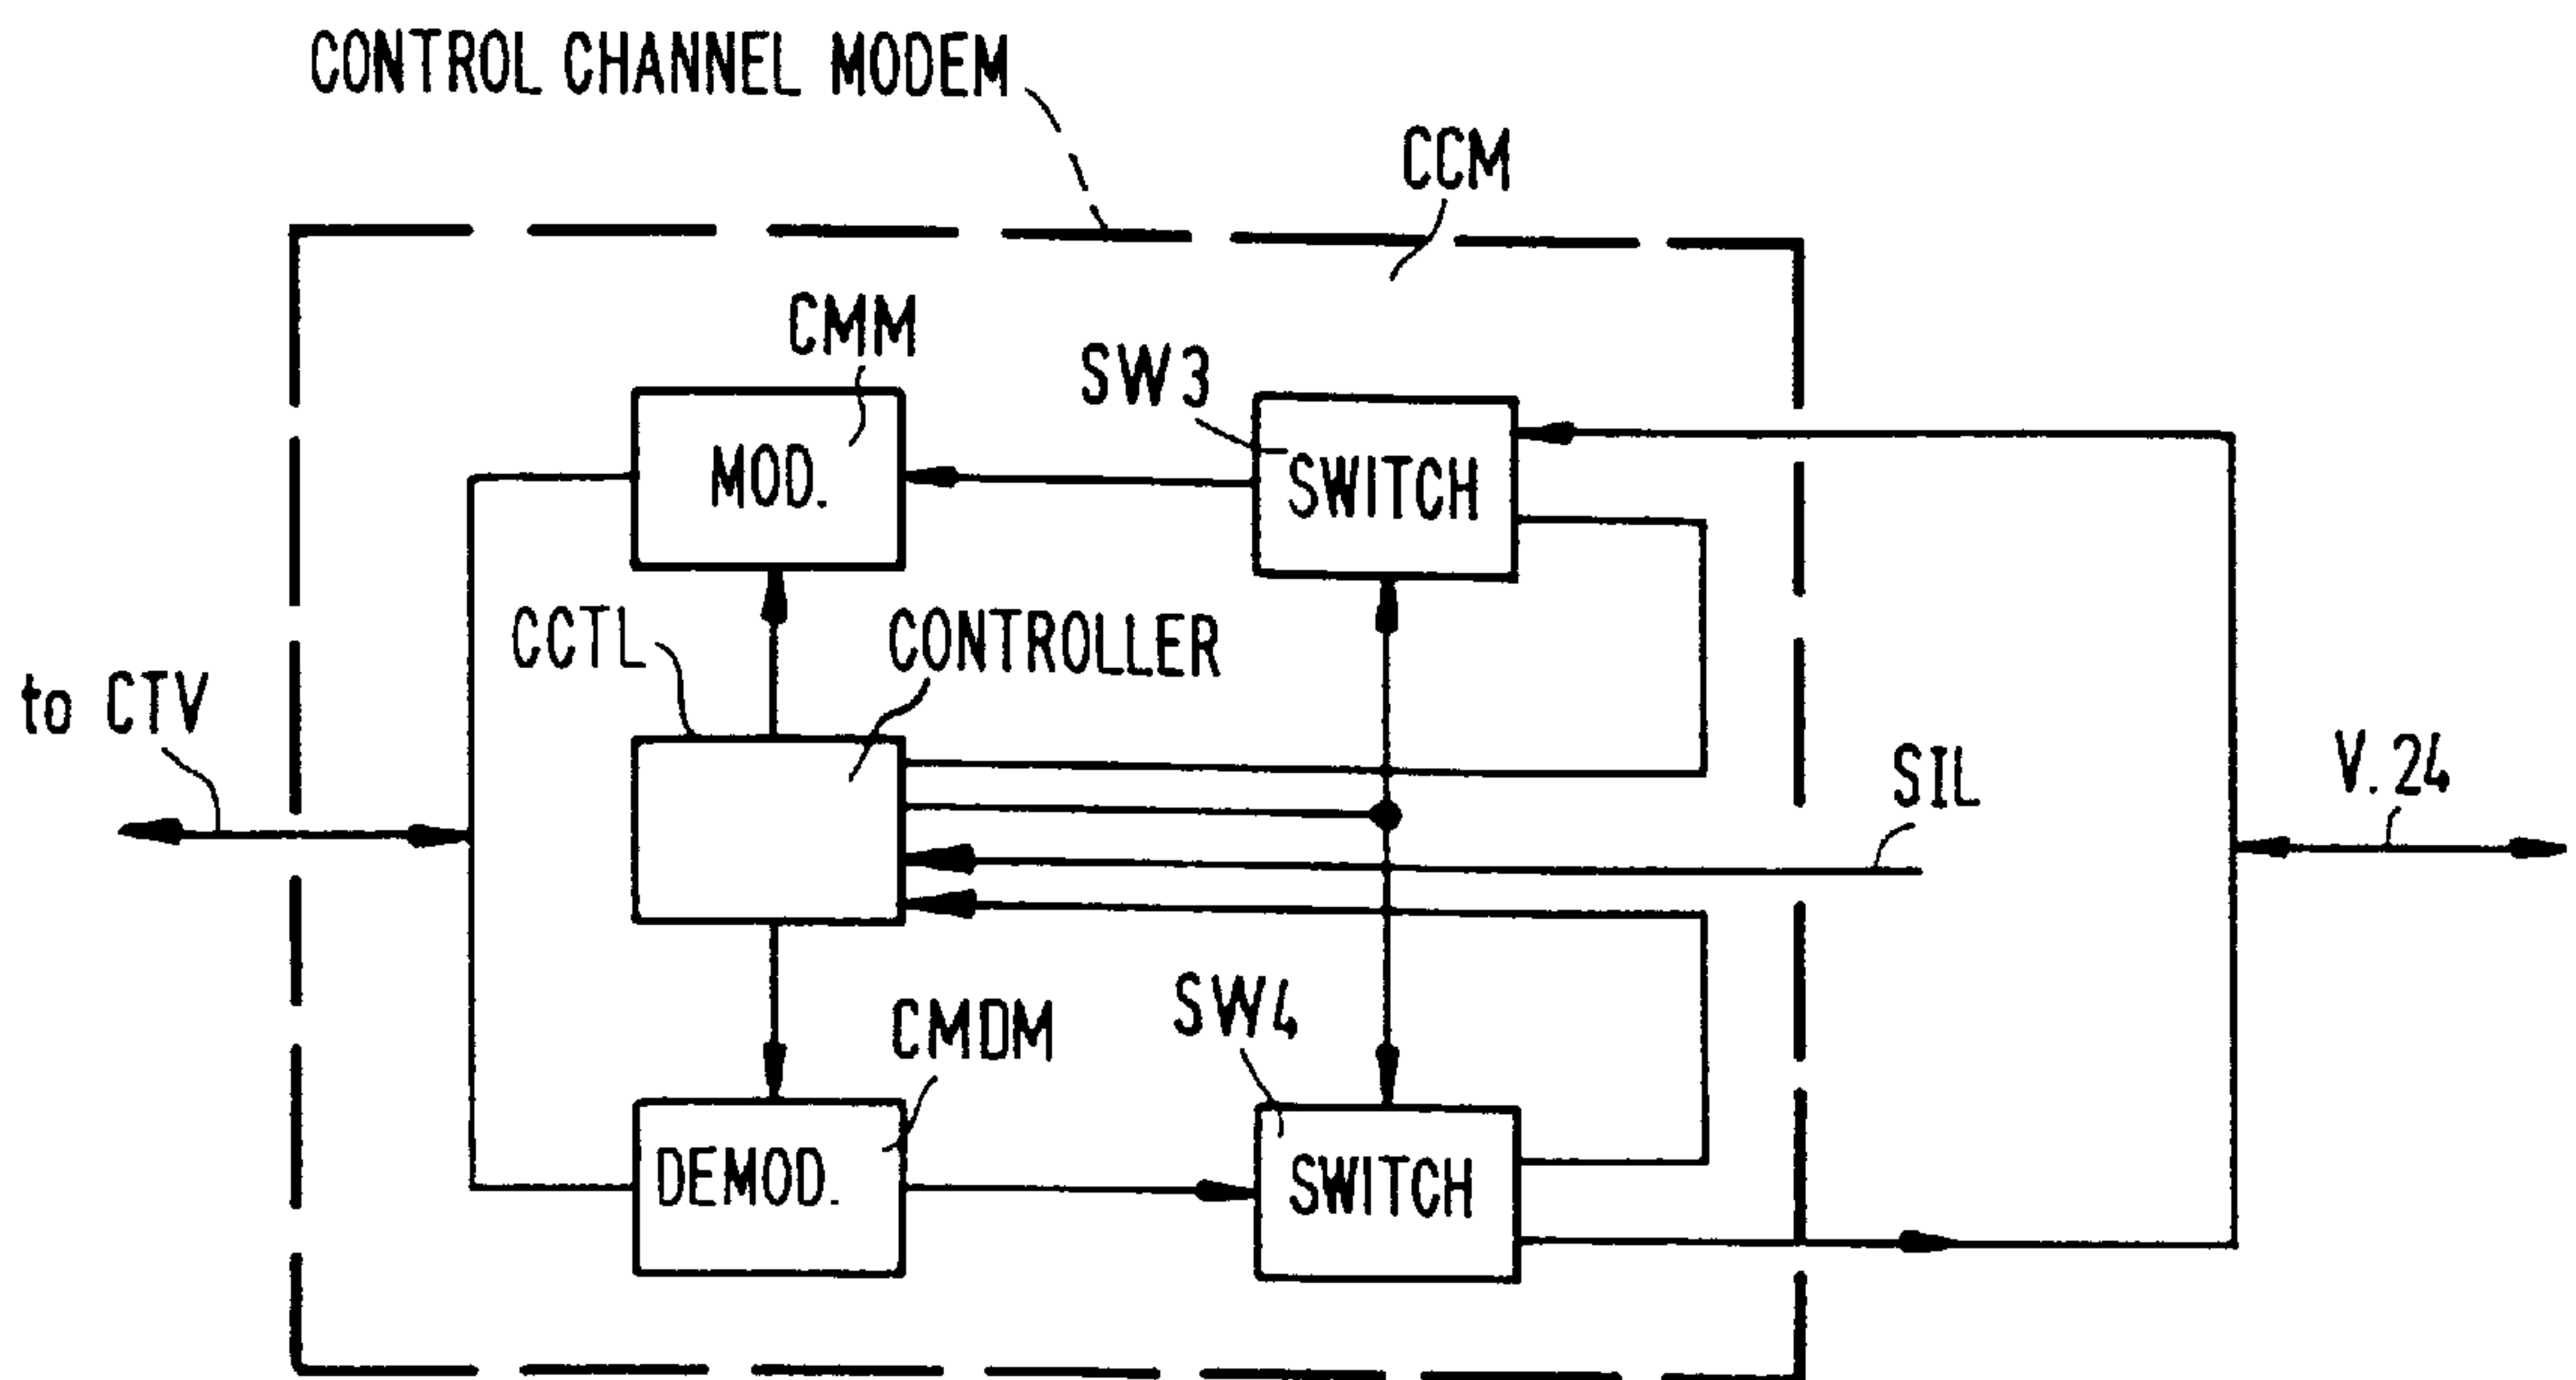 CONTROL CHANNEL MODEM
CCM
CMM
SW3
MOD.
SWITCH
CCTL
CONTROLLER
to CTV
SIL
V.24
CMDM
SW4
DEMOD.
SWITCH